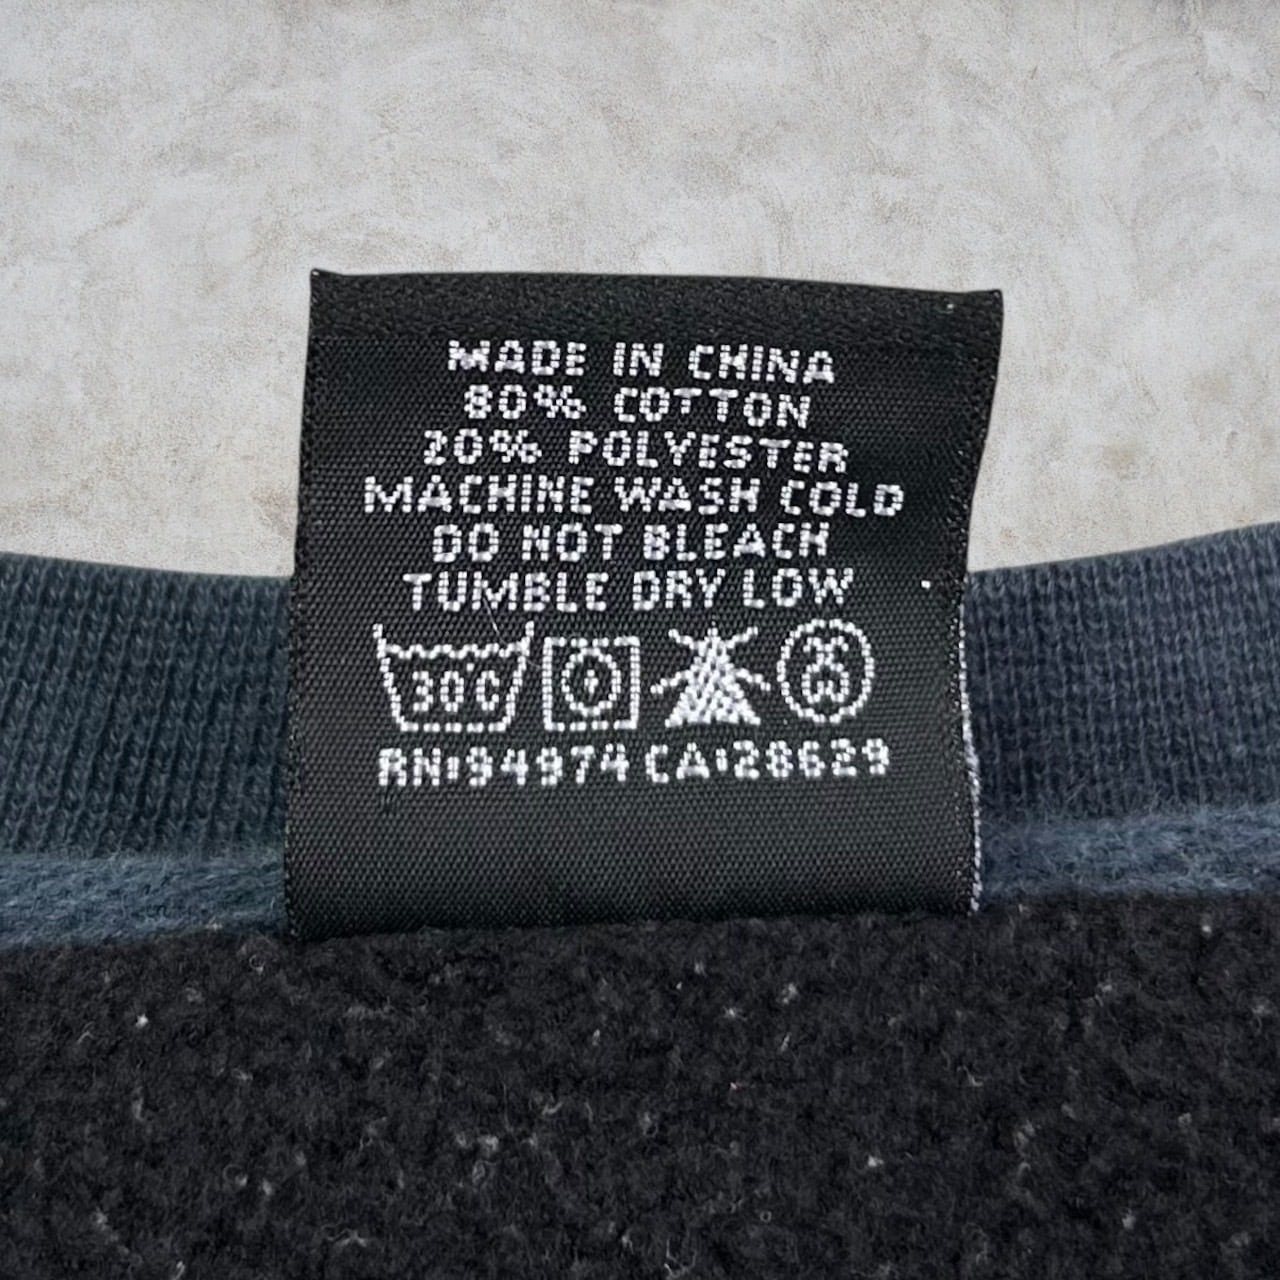 MADE IN CHINA
80% COTTON
20% POLYESTER
MACHINE WASH COLD
DO NOT BLEACH
TUMBLE DRY LOW
30°C
RN:94974 CA:28629